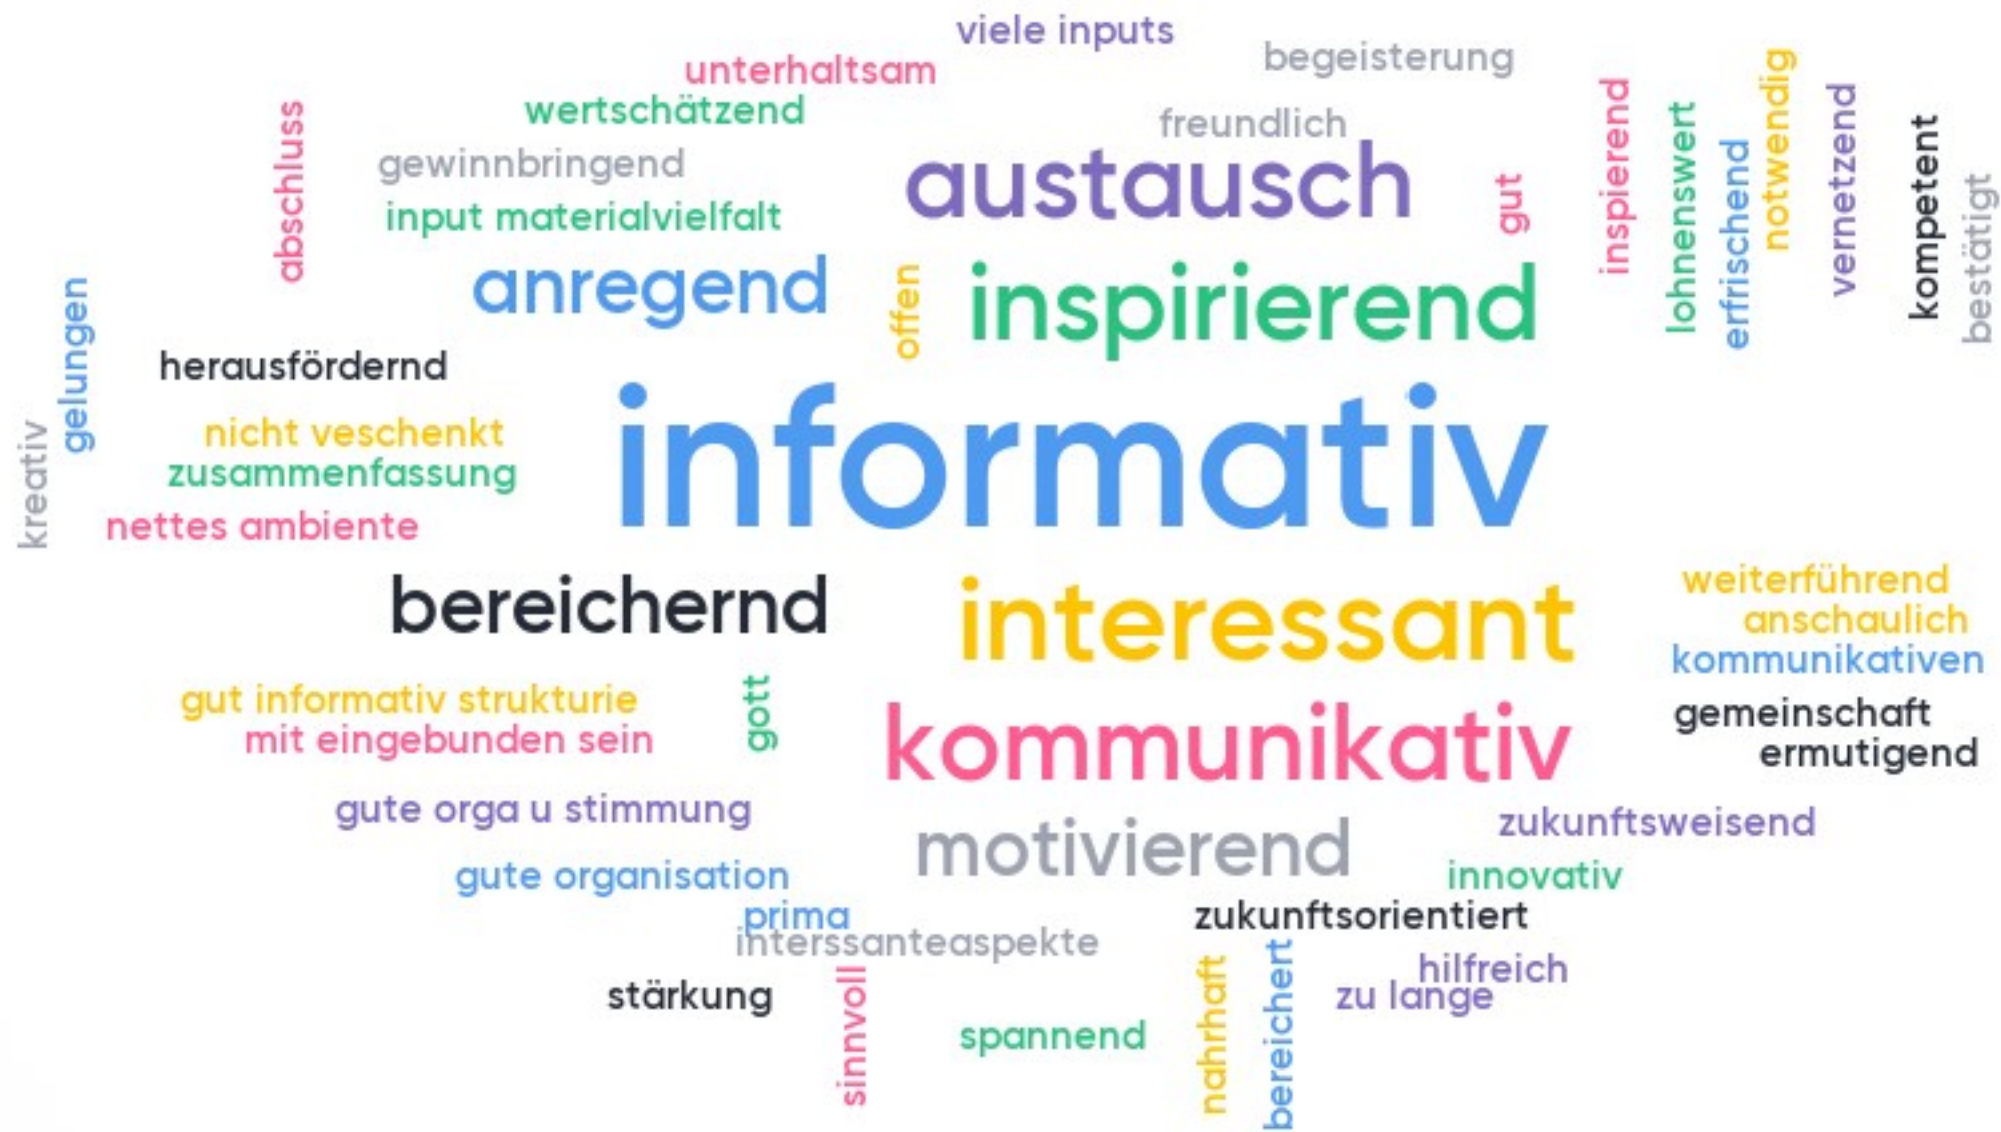 viele inputs
begeisterung
unterhaltsam
wertschätzend
freundlich
abschluss
gewinnbringend
austausch
input materialvielfalt
gut
inspierend
lohnenswert
erfrischend
notwendig
vernetzend
kompetent
bestätigt
anregend
offen
inspirierend
gelungen
kreativ
herausfördernd
informativ
nicht veschenkt
zusammenfassung
nettes ambiente
bereichernd
interessant
weiterführend
anschaulich
kommunikativen
gut informativ strukturie
mit eingebunden sein
gott
kommunikativ
gemeinschaft
ermutigend
gute orga u stimmung
motivierend
zukunftsweisend
gute organisation
innovativ
prima
zukunftsorientiert
interssanteaspekte
hilfreich
stärkung
sinnvoll
zu lange
spannend
nahrhaft
bereichert